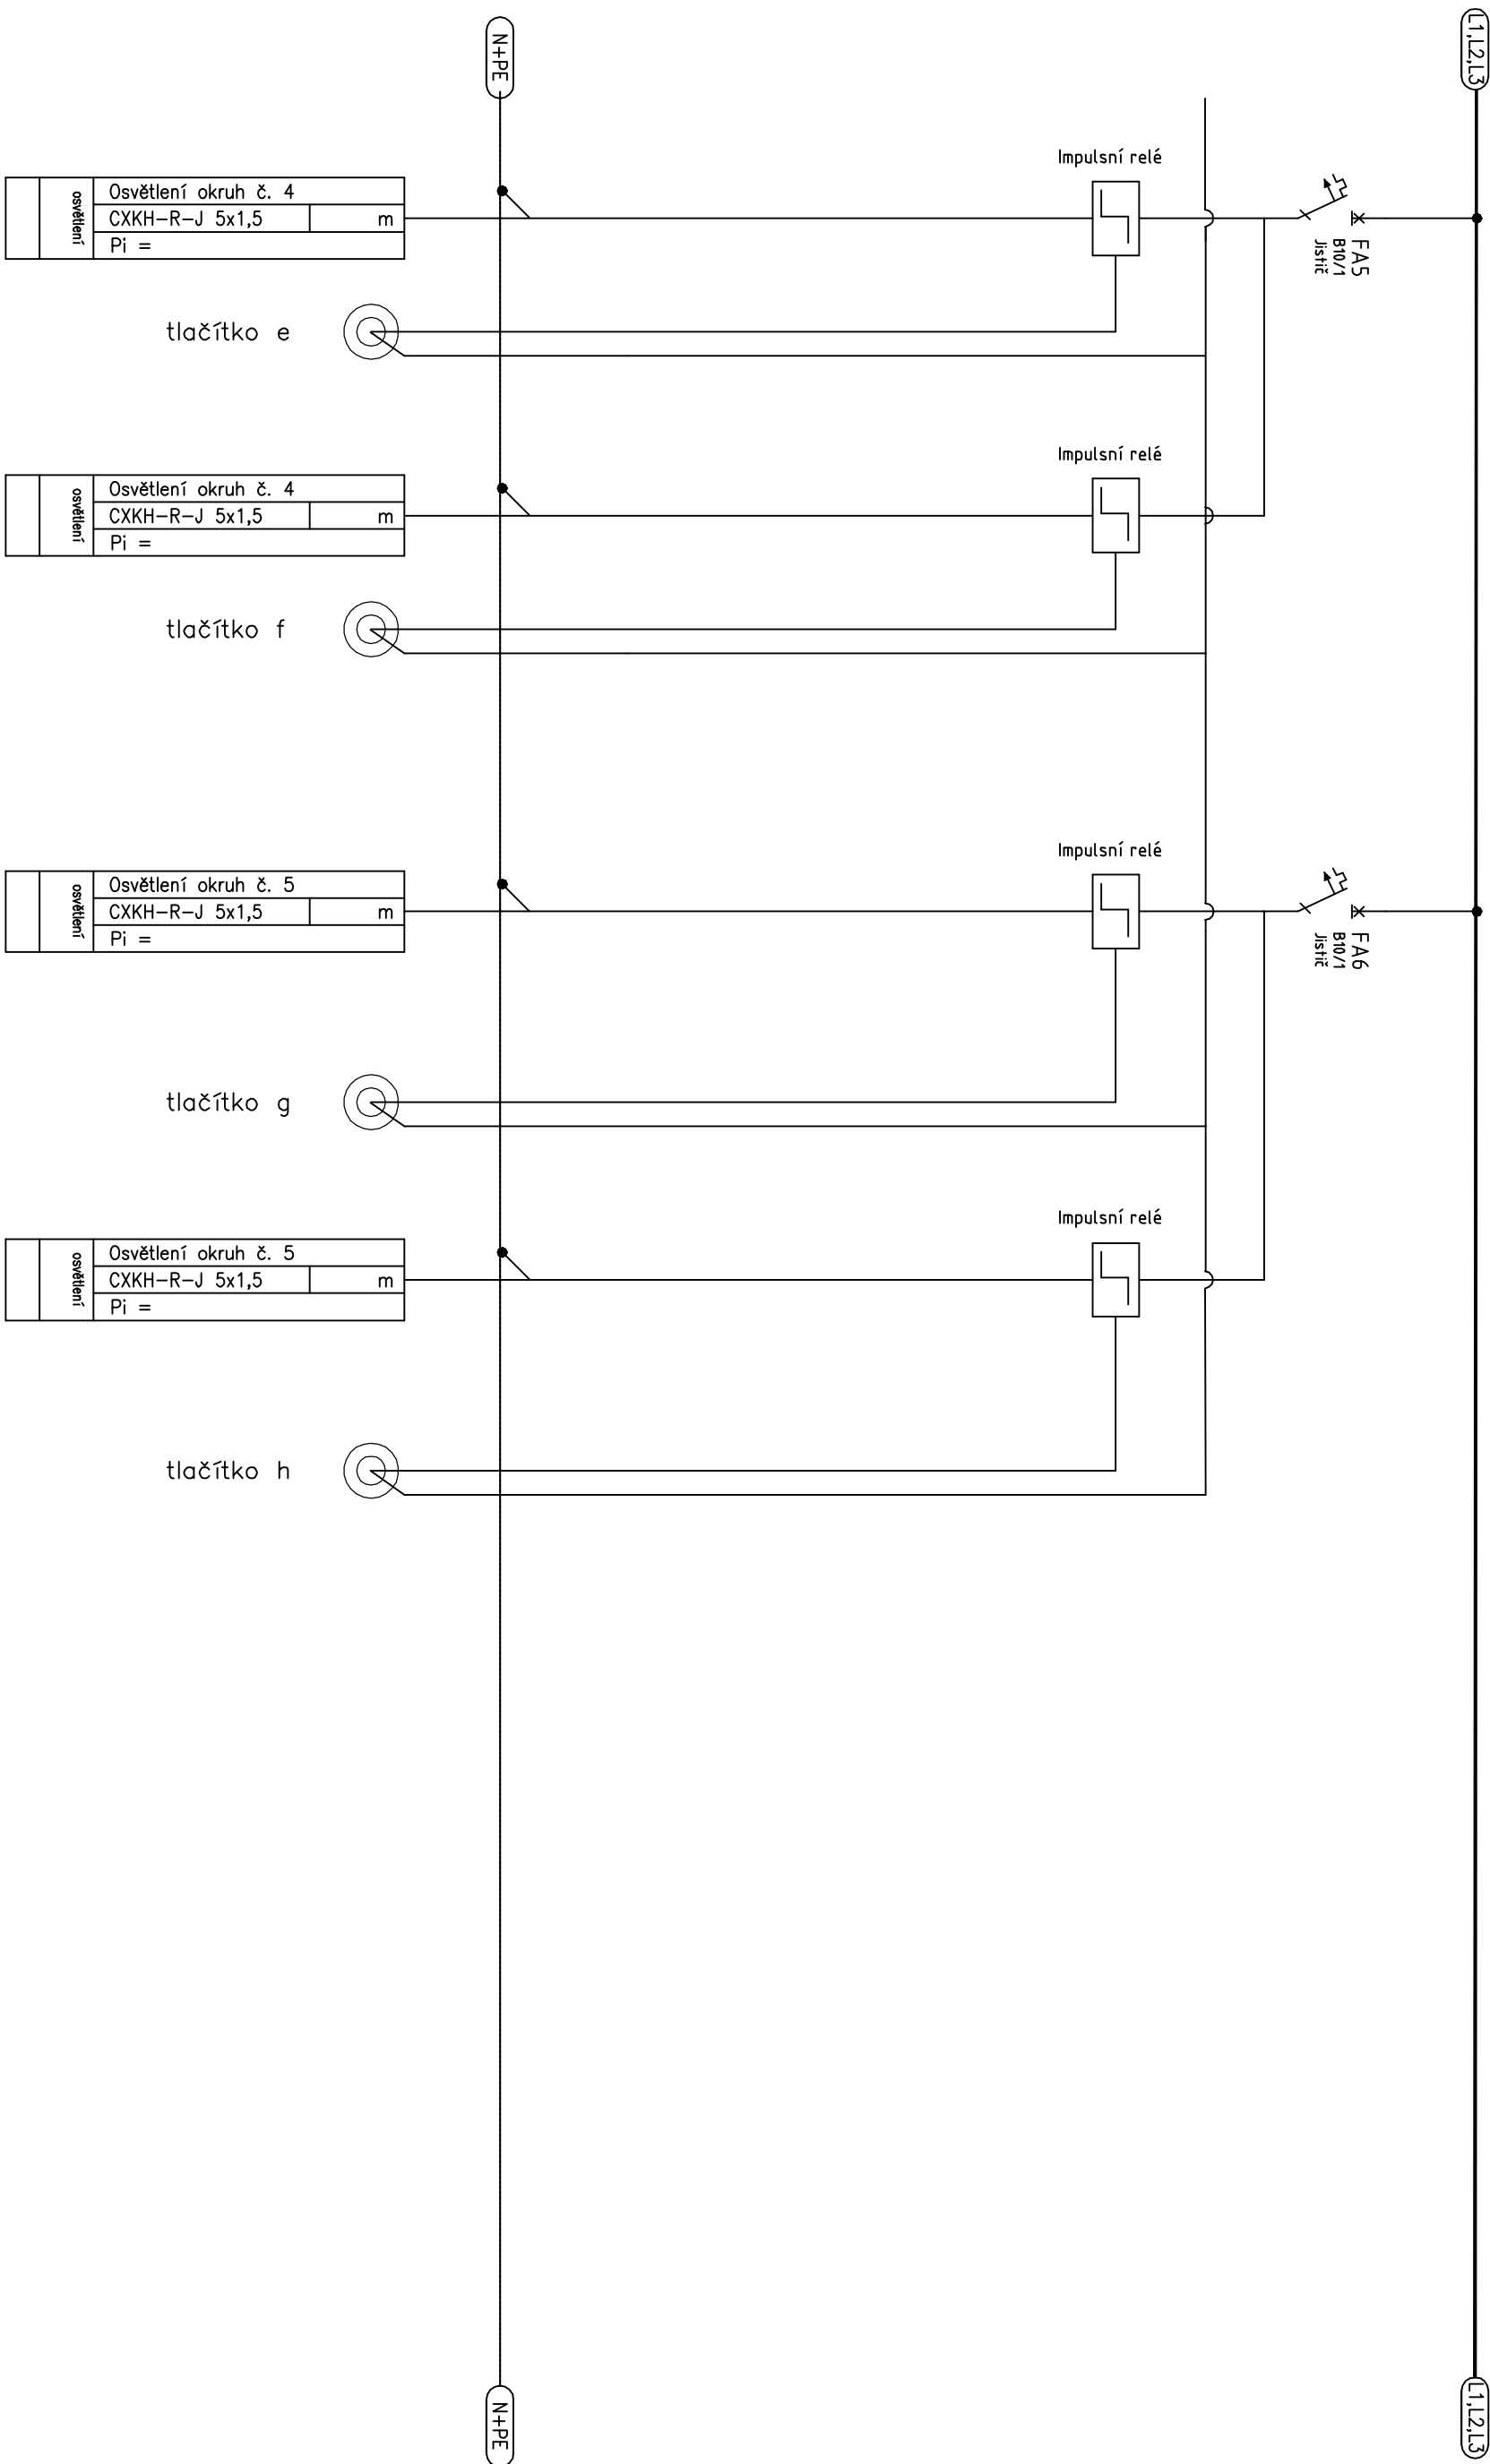 L1,L2,L3
N+PE
Impulsní relé
Osvětlení okruh č. 4
osvětlení
CXKH-R-J 5x1,5 m
Pi =
FA5
B10/1
Jistič
tlačítko e
Impulsní relé
Osvětlení okruh č. 4
osvětlení
CXKH-R-J 5x1,5 m
Pi =
tlačítko f
Impulsní relé
Osvětlení okruh č. 5
osvětlení
CXKH-R-J 5x1,5 m
Pi =
FA6
B10/1
Jistič
tlačítko g
Impulsní relé
Osvětlení okruh č. 5
osvětlení
CXKH-R-J 5x1,5 m
Pi =
tlačítko h
N+PE
L1,L2,L3